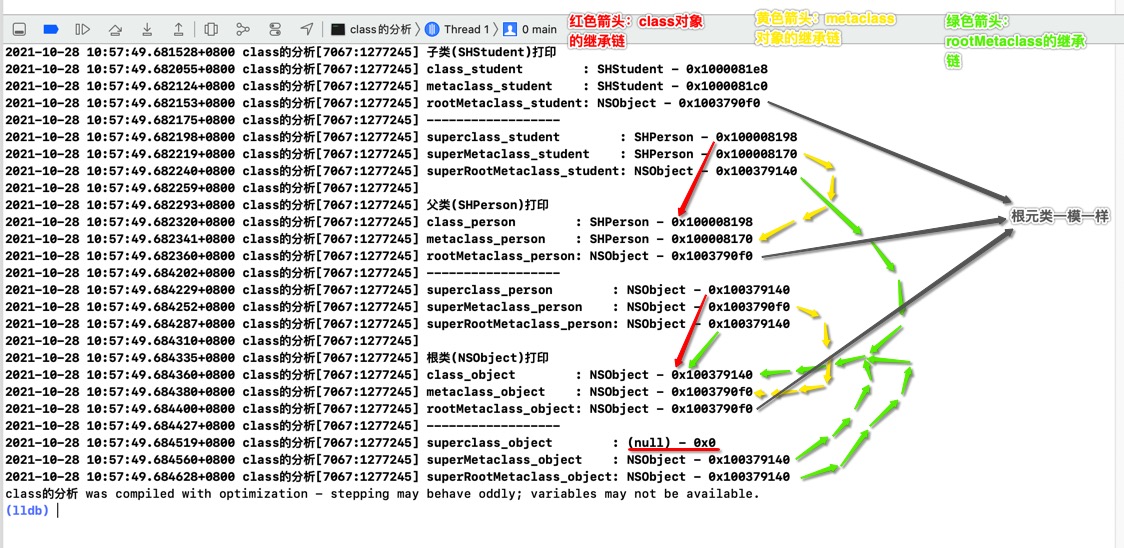 class的分析 〉 Thread 1 〉 0 main
红色箭头：class对象
的继承链
黄色箭头：metaclass
对象的继承链
绿色箭头：
rootMetaclass的继承
链
2021-10-28 10:57:49.681528+0800 class的分析[7067:1277245] 子类(SHStudent)打印
2021-10-28 10:57:49.682055+0800 class的分析[7067:1277245] class_student : SHStudent - 0x1000081e8
2021-10-28 10:57:49.682124+0800 class的分析[7067:1277245] metaclass_student : SHStudent - 0x1000081c0
2021-10-28 10:57:49.682153+0800 class的分析[7067:1277245] rootMetaclass_student: NSObject - 0x1003790f0
2021-10-28 10:57:49.682175+0800 class的分析[7067:1277245] ------------------
2021-10-28 10:57:49.682198+0800 class的分析[7067:1277245] superclass_student : SHPerson - 0x100008198
2021-10-28 10:57:49.682219+0800 class的分析[7067:1277245] superMetaclass_student : SHPerson - 0x100008170
2021-10-28 10:57:49.682240+0800 class的分析[7067:1277245] superRootMetaclass_student: NSObject - 0x100379140
2021-10-28 10:57:49.682259+0800 class的分析[7067:1277245]
2021-10-28 10:57:49.682293+0800 class的分析[7067:1277245] 父类(SHPerson)打印
2021-10-28 10:57:49.682320+0800 class的分析[7067:1277245] class_person : SHPerson - 0x100008198
根元类一模一样
2021-10-28 10:57:49.682341+0800 class的分析[7067:1277245] metaclass_person : SHPerson - 0x100008170
2021-10-28 10:57:49.682360+0800 class的分析[7067:1277245] rootMetaclass_person: NSObject - 0x1003790f0
2021-10-28 10:57:49.684202+0800 class的分析[7067:1277245] ------------------
2021-10-28 10:57:49.684229+0800 class的分析[7067:1277245] superclass_person : NSObject - 0x100379140
2021-10-28 10:57:49.684252+0800 class的分析[7067:1277245] superMetaclass_person : NSObject - 0x1003790f0
2021-10-28 10:57:49.684287+0800 class的分析[7067:1277245] superRootMetaclass_person: NSObject - 0x100379140
2021-10-28 10:57:49.684310+0800 class的分析[7067:1277245]
2021-10-28 10:57:49.684335+0800 class的分析[7067:1277245] 根类(NSObject)打印
2021-10-28 10:57:49.684360+0800 class的分析[7067:1277245] class_object : NSObject - 0x100379140
2021-10-28 10:57:49.684380+0800 class的分析[7067:1277245] metaclass_object : NSObject - 0x1003790f0
2021-10-28 10:57:49.684400+0800 class的分析[7067:1277245] rootMetaclass_object: NSObject - 0x1003790f0
2021-10-28 10:57:49.684427+0800 class的分析[7067:1277245] ------------------
2021-10-28 10:57:49.684519+0800 class的分析[7067:1277245] superclass_object : (null) - 0x0
2021-10-28 10:57:49.684560+0800 class的分析[7067:1277245] superMetaclass_object : NSObject - 0x100379140
2021-10-28 10:57:49.684628+0800 class的分析[7067:1277245] superRootMetaclass_object: NSObject - 0x100379140
class的分析 was compiled with optimization - stepping may behave oddly; variables may not be available.
(lldb)